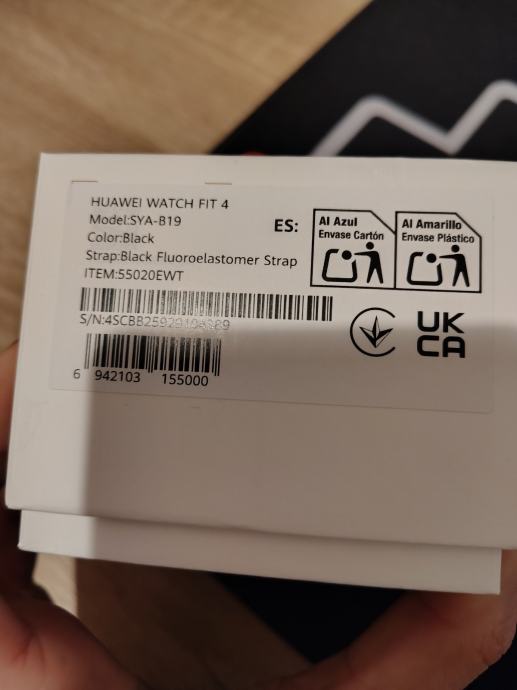 HUAWEI WATCH FIT 4
Model:SYA-B19
Color:Black
Strap:Black Fluoroelastomer Strap
ITEM:55020EWT
ES:
Al Azul
Envase Cartón
Al Amarillo
Envase Plástico
UK
CA
6 942103 155000